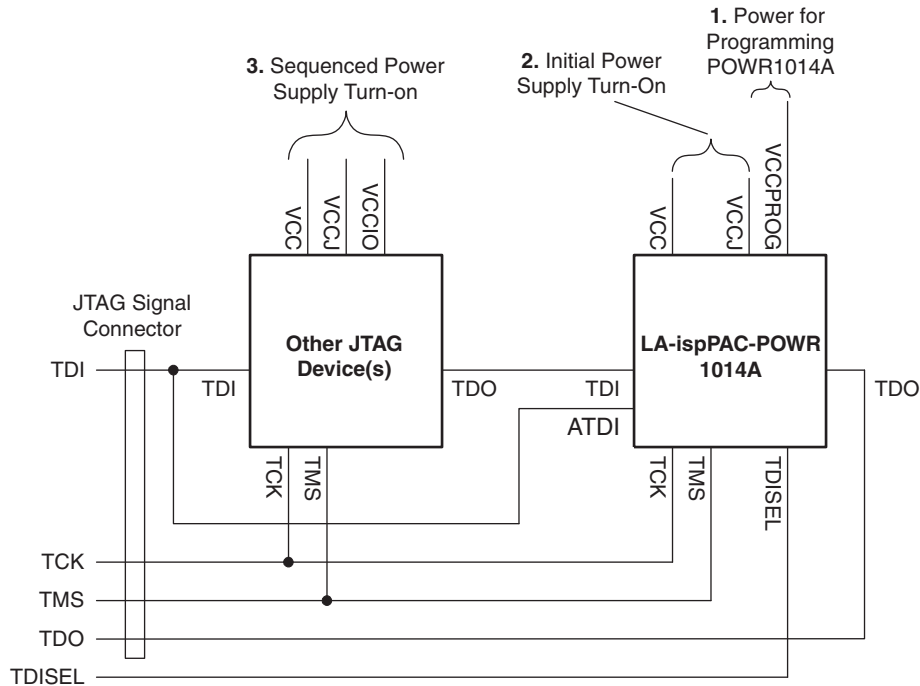 1. Power for
Programming
POWR1014A
2. Initial Power
Supply Turn-On
3. Sequenced Power
Supply Turn-on
VCC
VCCJ
VCCIO
VCC
VCCJ
VCCPROG
JTAG Signal
Connector
Other JTAG
Device(s)
LA-ispPAC-POWR
1014A
TDI
TDI
TDO
TDI
TDO
ATDI
TCK
TMS
TCK
TMS
TDISEL
TCK
TMS
TDO
TDISEL